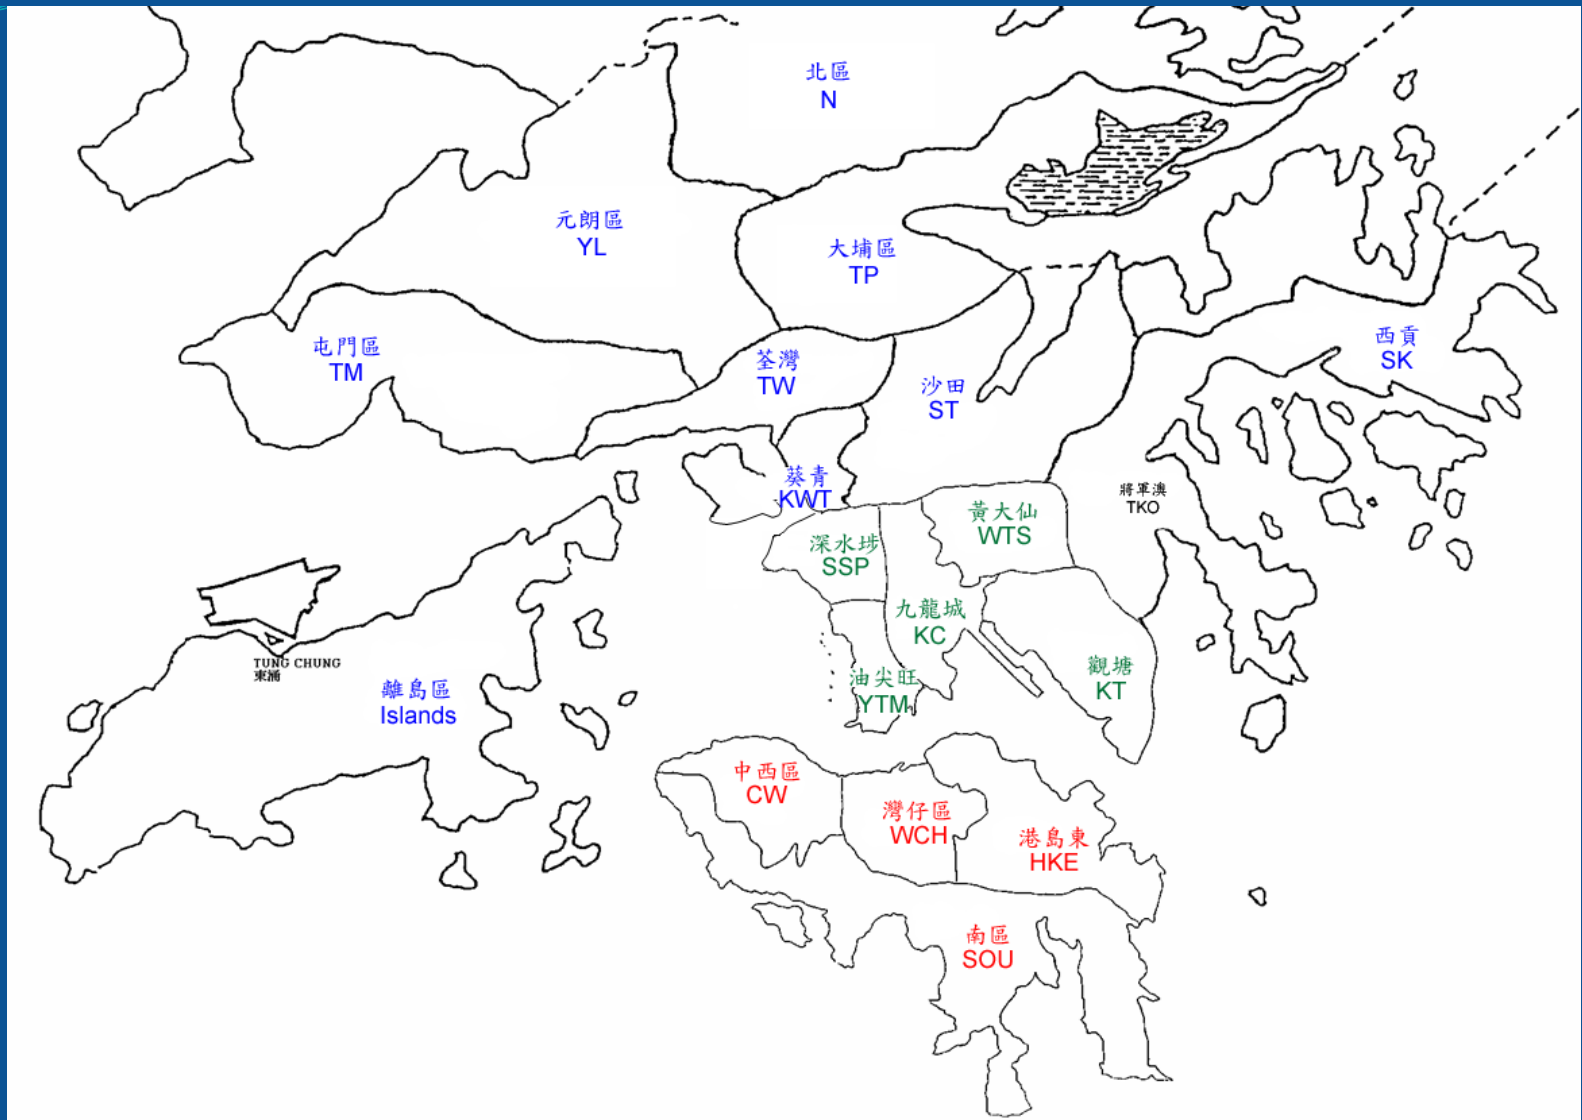 北區
N
元朗區
YL
大埔區
TP
屯門區
TM
荃灣
TW
西貢
SK
沙田
ST
葵青
KWT
將軍澳
TKO
黃大仙
WTS
深水埗
SSP
九龍城
KC
觀塘
KT
油尖旺
YTM
TUNG CHUNG
東涌
離島區
Islands
中西區
CW
灣仔區
WCH
港島東
HKE
南區
SOU